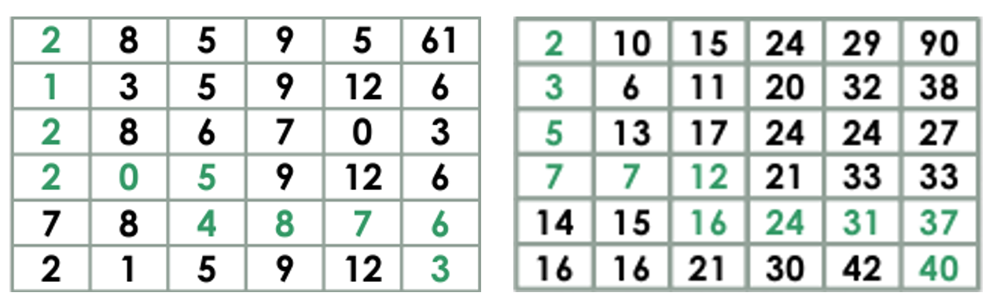 2 8 5 9 5 61 2 10 15 24 29 90
1 3 5 9 12 6 3 6 11 20 32 38
2 8 6 7 0 3 5 13 17 24 24 27
2 0 5 9 12 6 7 7 12 21 33 33
7 8 4 8 7 6 14 15 16 24 31 37
2 1 5 9 12 3 16 16 21 30 42 40